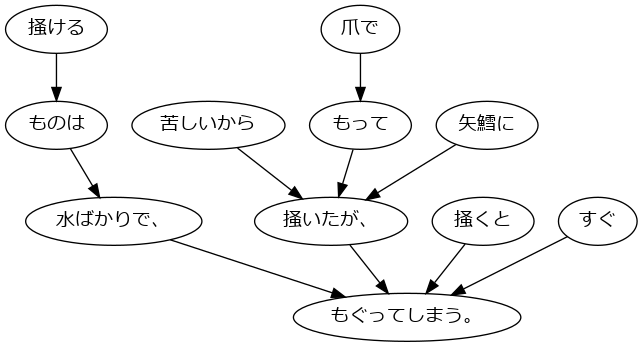 掻ける
爪で
ものは
苦しいから
もって
矢鱈に
水ばかりで、
掻いたが、
掻くと
すぐ
もぐってしまう。